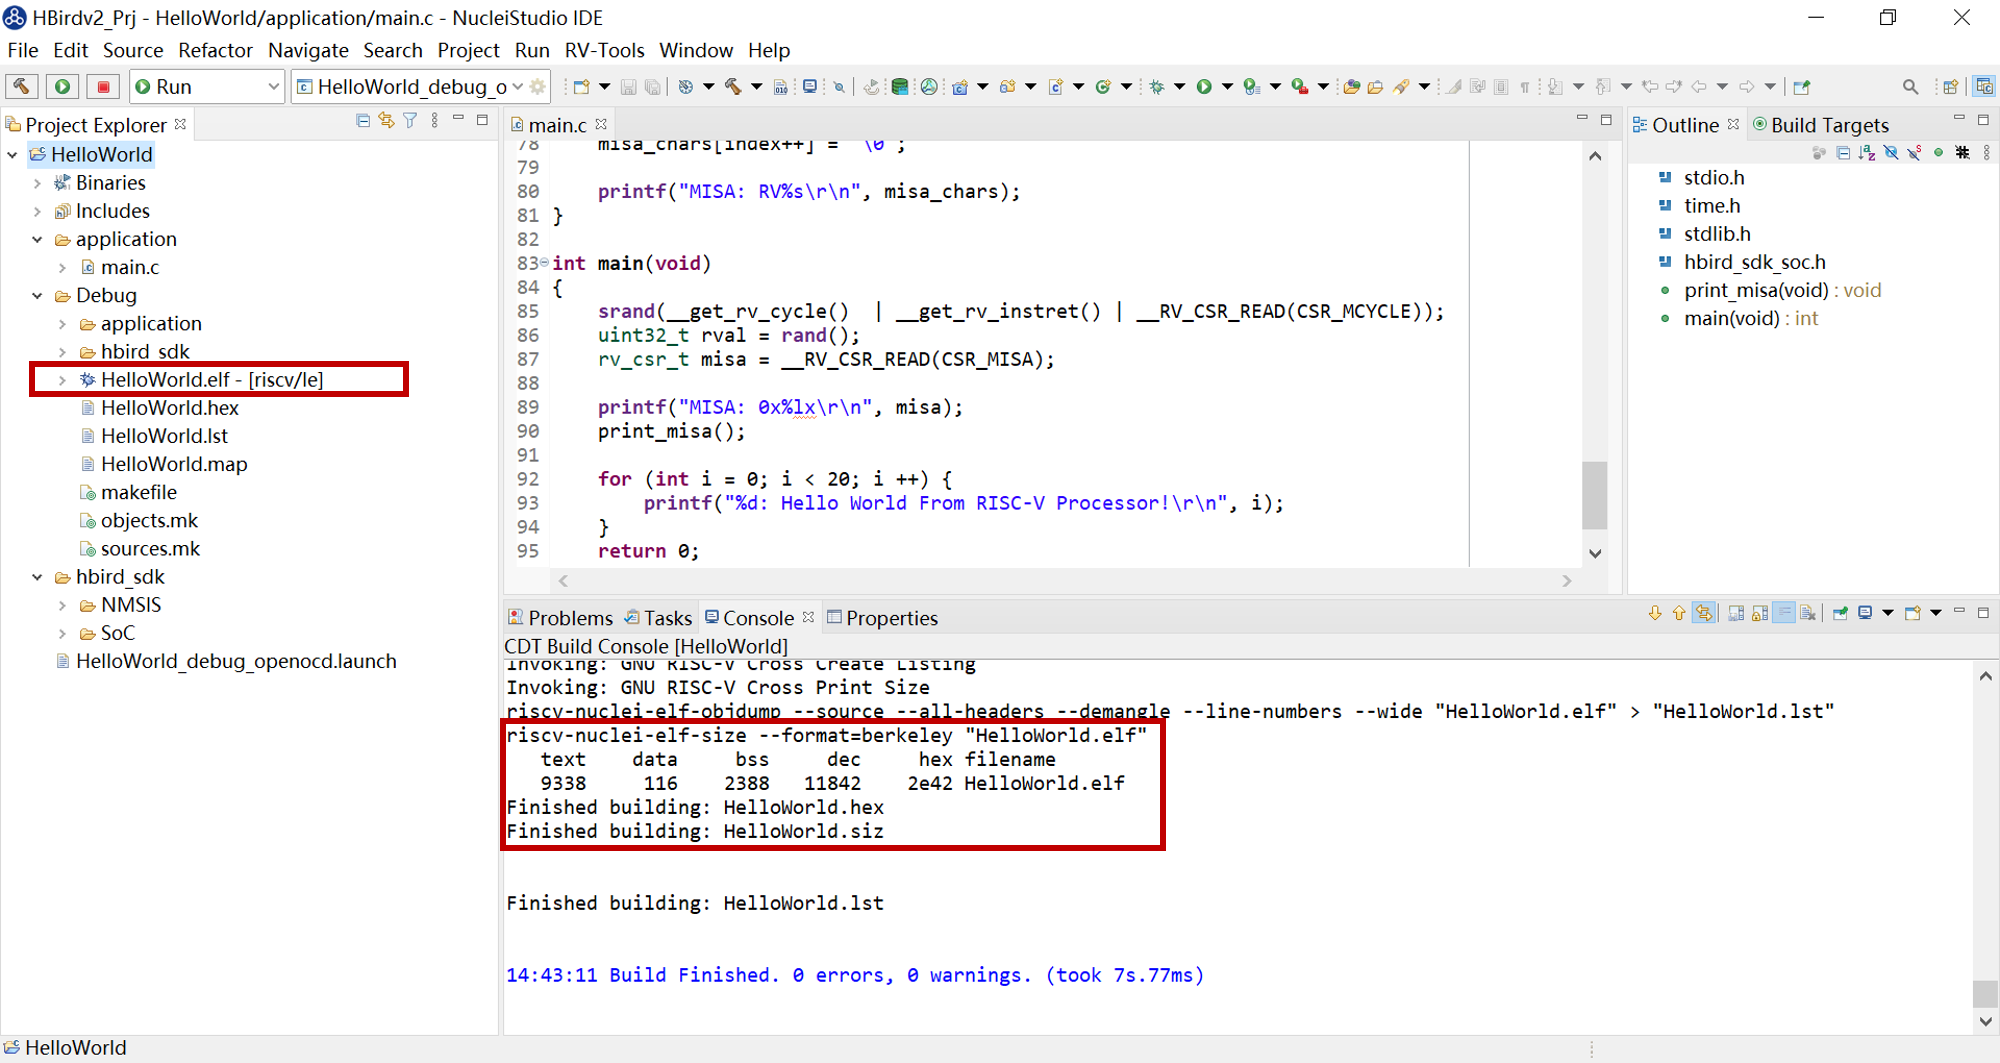 HBirdv2_Prj - HelloWorld/application/main.c - NucleiStudio IDE
File Edit Source Refactor Navigate Search Project Run RV-Tools Window Help
Run
HelloWorld_debug_o
Project Explorer
HelloWorld
Binaries
Includes
application
main.c
Debug
application
hbird_sdk
HelloWorld.elf - [riscv/le]
HelloWorld.hex
HelloWorld.lst
HelloWorld.map
makefile
objects.mk
sources.mk
hbird_sdk
NMSIS
SoC
HelloWorld_debug_openocd.launch
main.c
78 misa_chars[index++] = '\0';
79
80 printf("MISA: RV%s\r\n", misa_chars);
81 }
82
83 int main(void)
84 {
85 srand(__get_rv_cycle() | __get_rv_instret() | __RV_CSR_READ(CSR_MCYCLE));
86 uint32_t rval = rand();
87 rv_csr_t misa = __RV_CSR_READ(CSR_MISA);
88
89 printf("MISA: 0x%lx\r\n", misa);
90 print_misa();
91
92 for (int i = 0; i < 20; i ++) {
93 printf("%d: Hello World From RISC-V Processor!\r\n", i);
94 }
95 return 0;
Outline
Build Targets
stdio.h
time.h
stdlib.h
hbird_sdk_soc.h
print_misa(void) : void
main(void) : int
Problems Tasks Console Properties
CDT Build Console [HelloWorld]
Invoking: GNU RISC-V Cross Create Listing
Invoking: GNU RISC-V Cross Print Size
riscv-nuclei-elf-objdump --source --all-headers --demangle --line-numbers --wide "HelloWorld.elf" > "HelloWorld.lst"
riscv-nuclei-elf-size --format=berkeley "HelloWorld.elf"
text data bss dec hex filename
9338 116 2388 11842 2e42 HelloWorld.elf
Finished building: HelloWorld.hex
Finished building: HelloWorld.siz
Finished building: HelloWorld.lst
14:43:11 Build Finished. 0 errors, 0 warnings. (took 7s.77ms)
HelloWorld